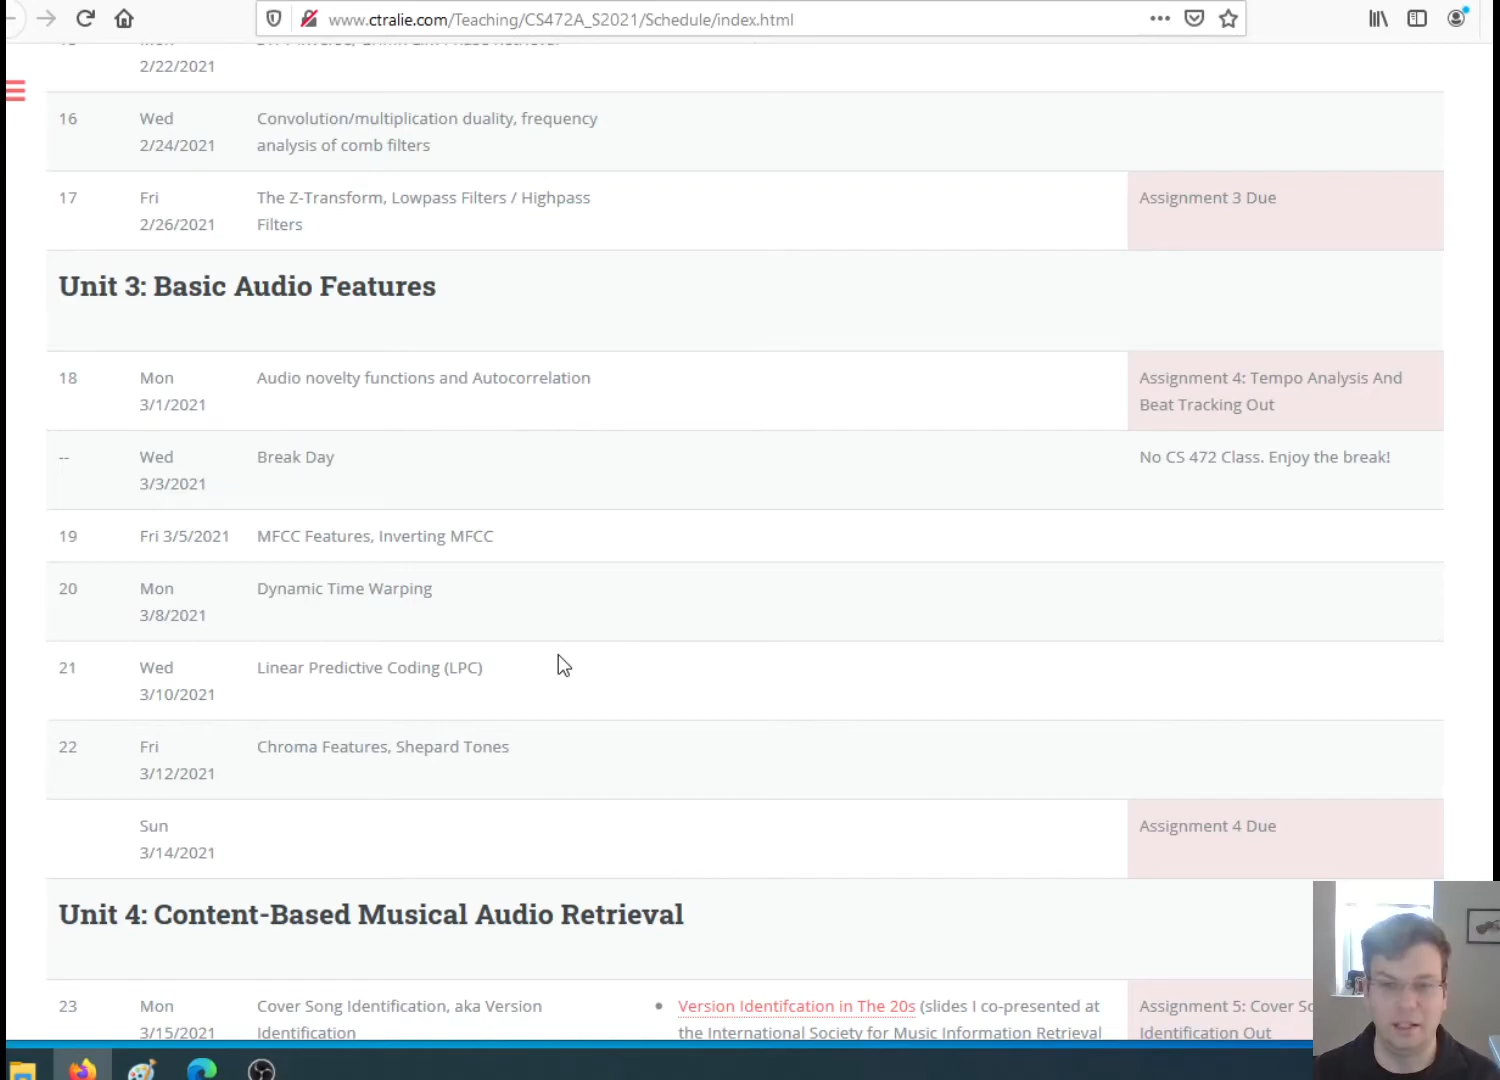 www.ctralie.com/Teaching/CS472A_S2021/Schedule/index.html
2/22/2021
16 Wed Convolution/multiplication duality, frequency
2/24/2021 analysis of comb filters
17 Fri The Z-Transform, Lowpass Filters / Highpass Assignment 3 Due
2/26/2021 Filters
Unit 3: Basic Audio Features
18 Mon Audio novelty functions and Autocorrelation Assignment 4: Tempo Analysis And
3/1/2021 Beat Tracking Out
-- Wed Break Day No CS 472 Class. Enjoy the break!
3/3/2021
19 Fri 3/5/2021 MFCC Features, Inverting MFCC
20 Mon Dynamic Time Warping
3/8/2021
21 Wed Linear Predictive Coding (LPC)
3/10/2021
22 Fri Chroma Features, Shepard Tones
3/12/2021
Sun Assignment 4 Due
3/14/2021
Unit 4: Content-Based Musical Audio Retrieval
23 Mon Cover Song Identification, aka Version • Version Identifcation in The 20s (slides I co-presented at Assignment 5: Cover
3/15/2021 Identification the International Society for Music Information Retrieval Identification Out